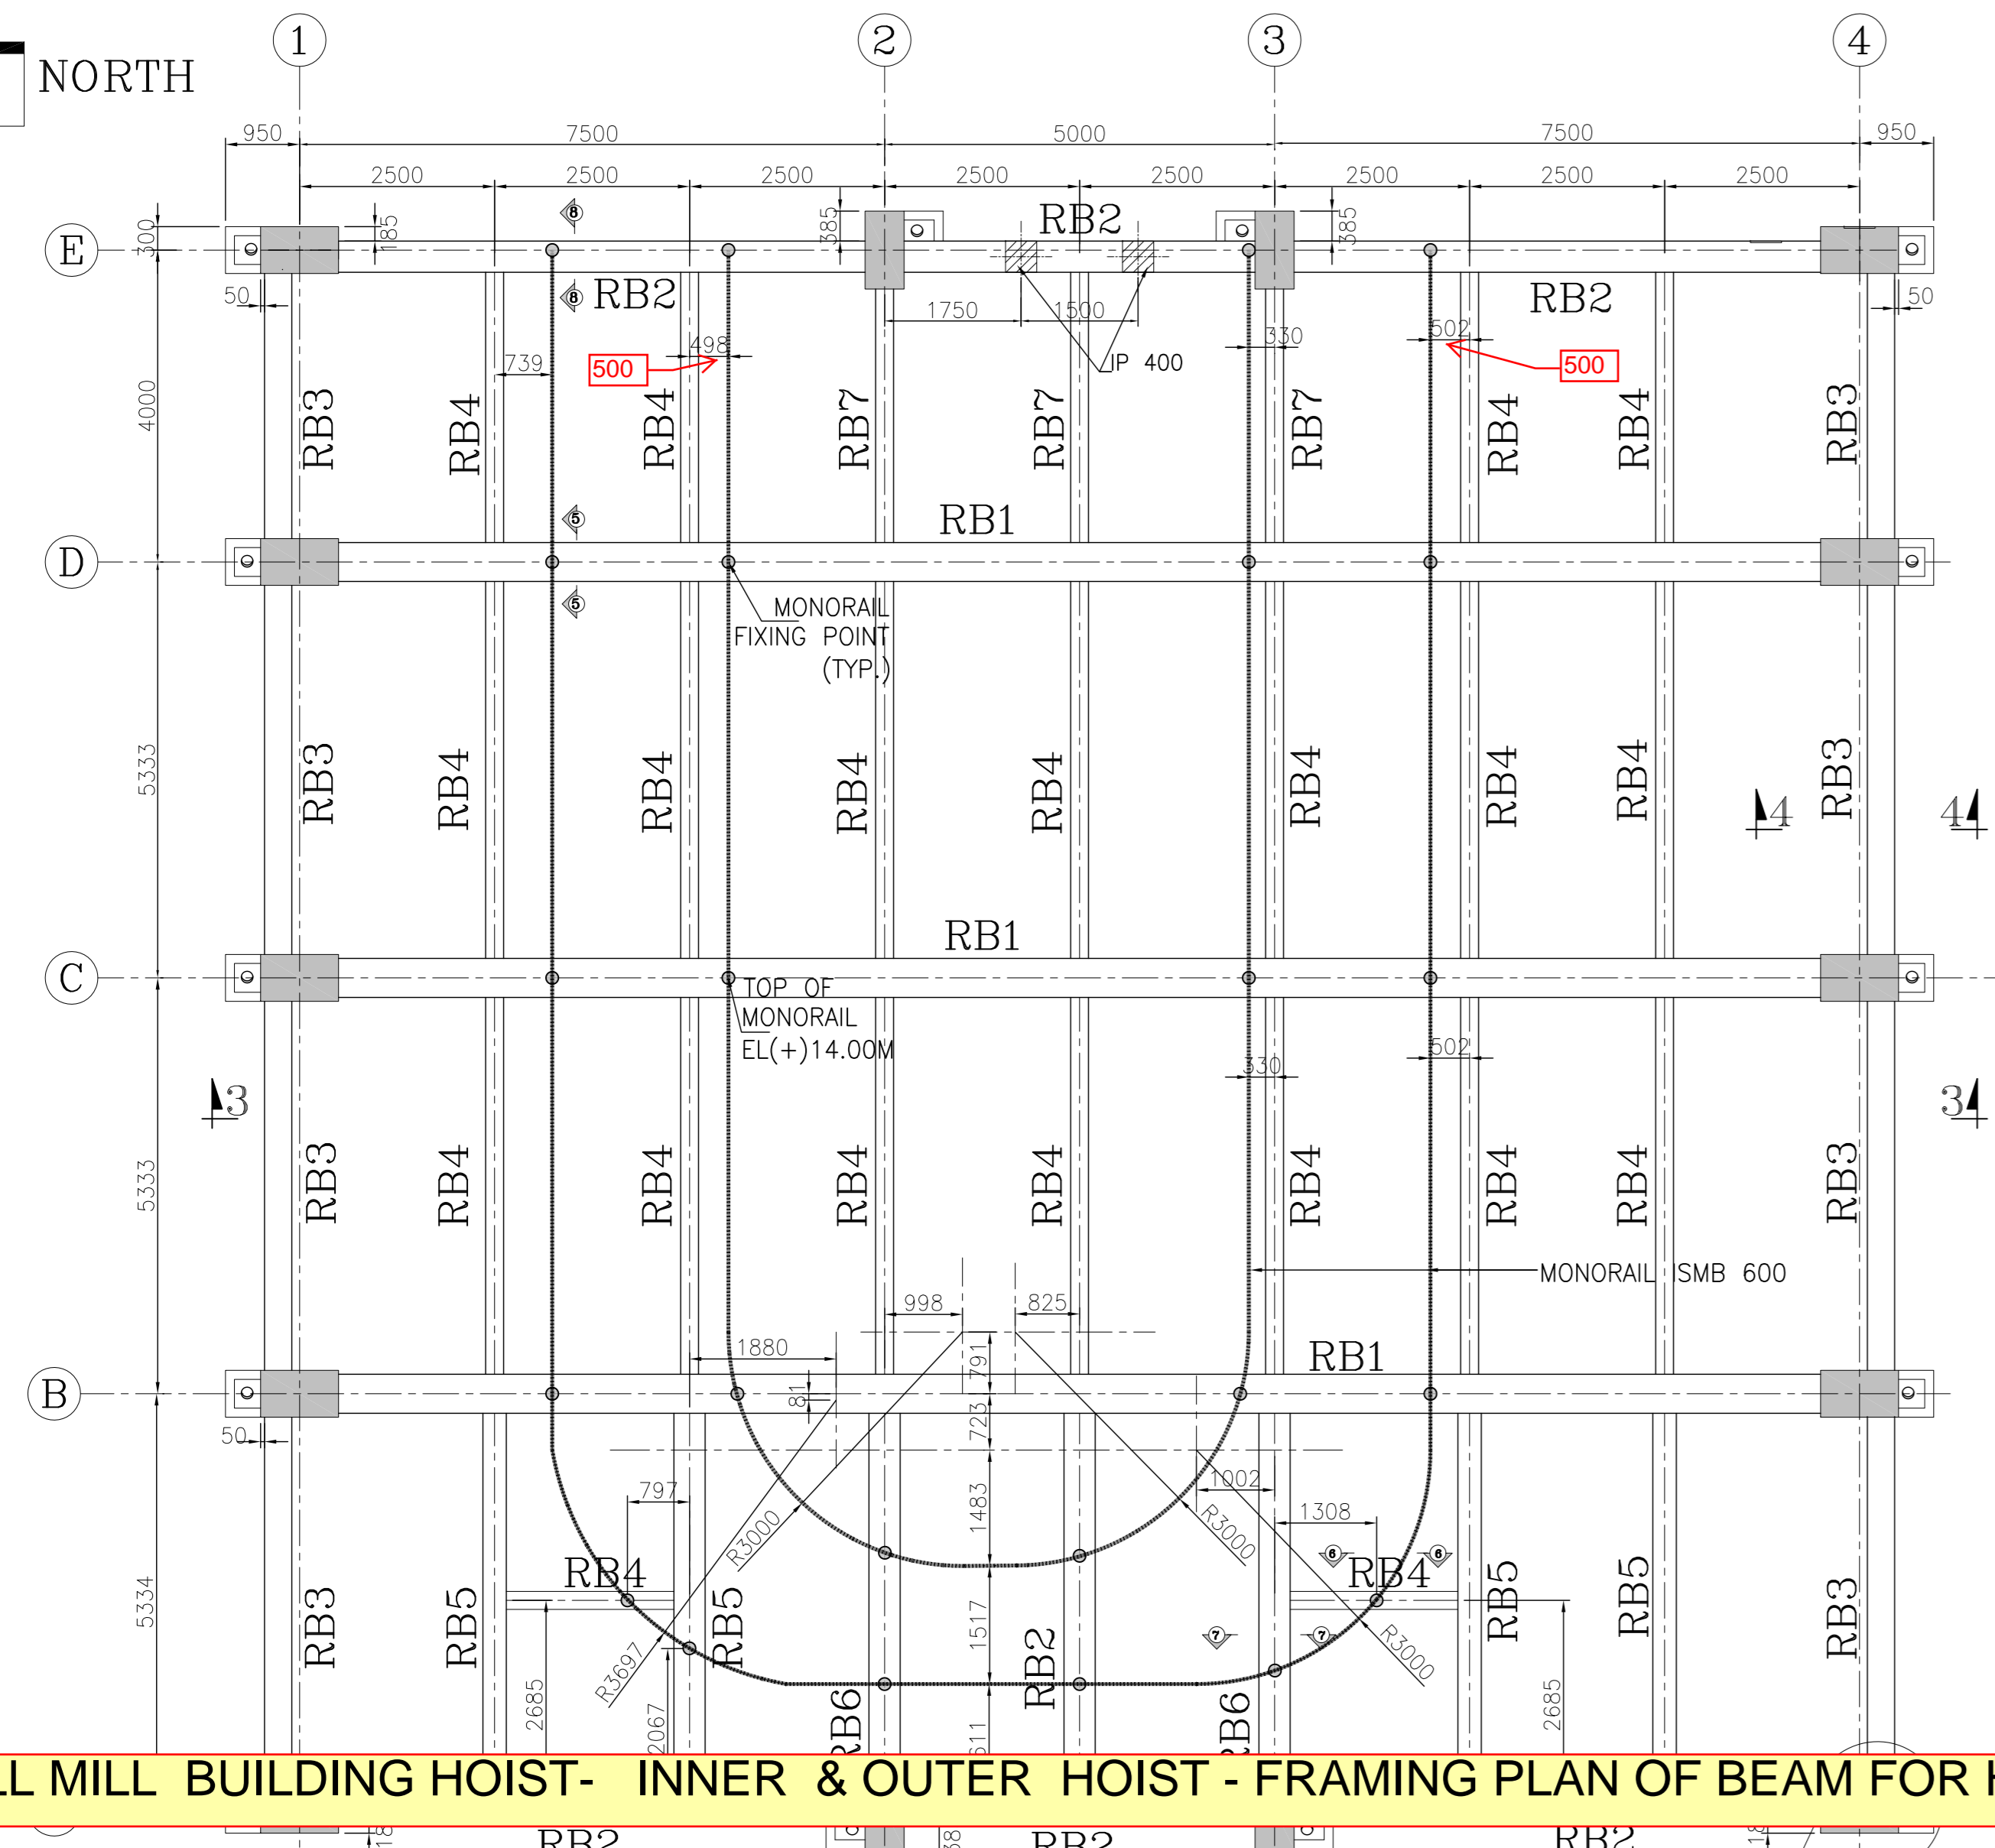 1 2 3 4
NORTH
950 7500 5000 7500 950
2500 2500 2500 2500 2500 2500 2500 2500
8 RB2
E 300 185 385 385
50 8 RB2 RB2 50
1750 1500
498 330 502
500 500
739 IP 400
4000
RB3 RB4 RB4 RB7 RB7 RB7 RB4 RB4 RB3
5 RB1
D
5
MONORAIL
FIXING POINT
(TYP.)
5333
RB3 RB4 RB4 RB4 RB4 RB4 RB4 RB4 RB3
4 4
RB1
C
TOP OF
MONORAIL
EL(+)14.00M
330 502
3 3
5333
RB3 RB4 RB4 RB4 RB4 RB4 RB4 RB4 RB3
MONORAIL ISMB 600
998 825
1880 791 RB1
B 81
723
50
797 1483 1002
1308
R3000 R3000
RB4 6 6 RB4
5334
RB3 RB5 RB5 1517 RB5 RB5 RB3
7 7
R3697 RB2 R3000
2685 2067 RB6 611 RB6 2685
LL MILL BUILDING HOIST- INNER & OUTER HOIST - FRAMING PLAN OF BEAM FOR
RB2 RB2 RB2